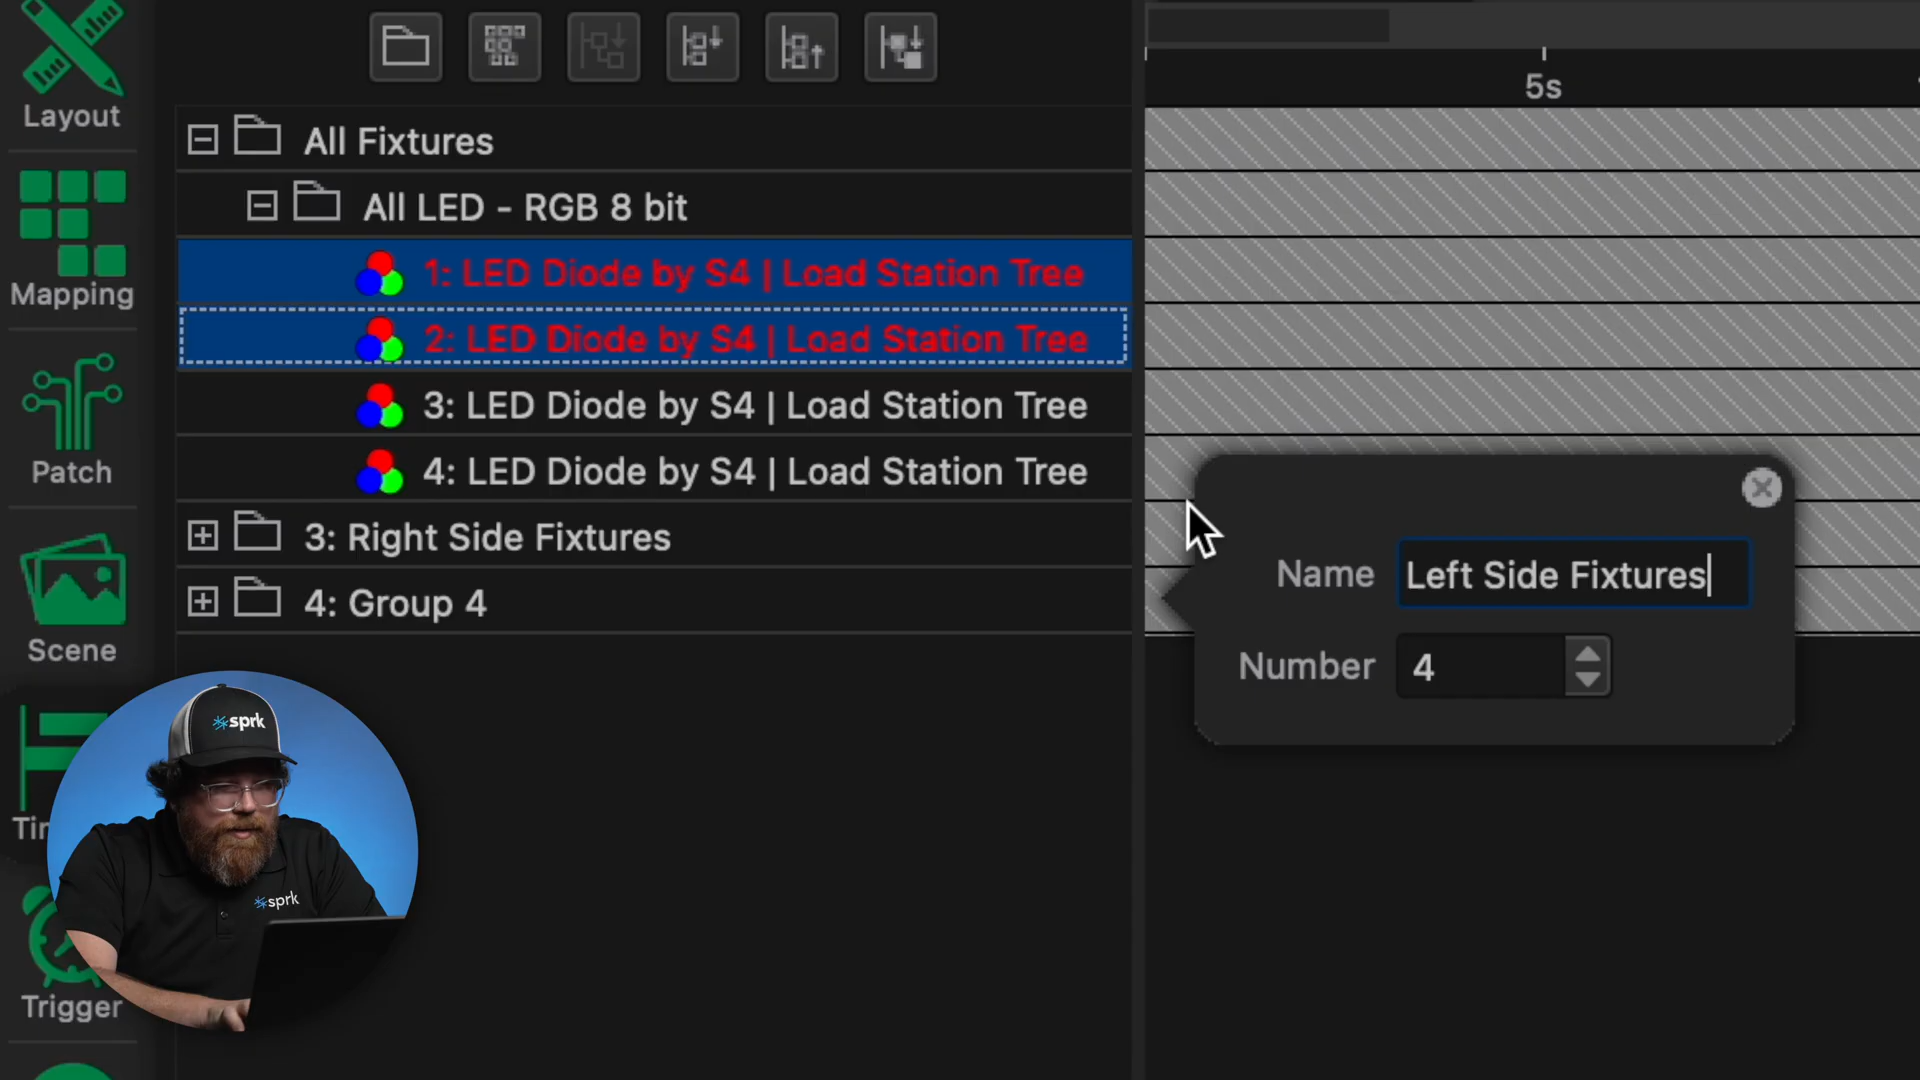 Layout
Mapping
Patch
Scene
Tir
Trigger
All Fixtures
All LED - RGB 8 bit
1: LED Diode by S4 | Load Station Tree
2: LED Diode by S4 | Load Station Tree
3: LED Diode by S4 | Load Station Tree
4: LED Diode by S4 | Load Station Tree
3: Right Side Fixtures
4: Group 4
5s
Name Left Side Fixtures
Number 4
sprk
sprk